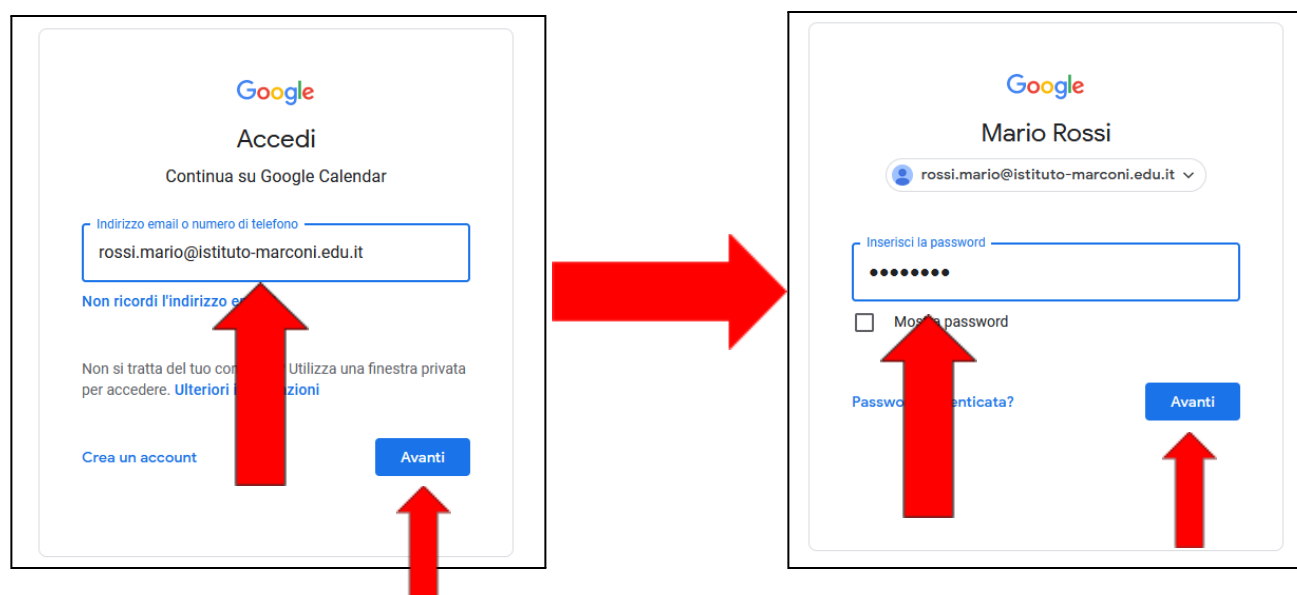 Google
Accedi
Continua su Google Calendar
Indirizzo email o numero di telefono
rossi.mario@istituto-marconi.edu.it
Non ricordi l'indirizzo
Non si tratta del tuo Utilizza una finestra privata
per accedere. Ulteriori
Crea un account
Avanti
Google
Mario Rossi
rossi.mario@istituto-marconi.edu.it
Inserisci la password
password
Avanti